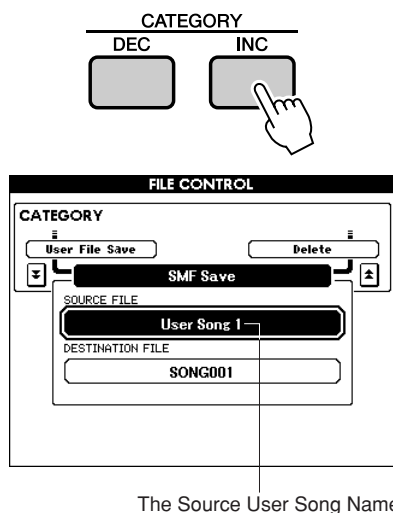 CATEGORY
DEC INC
FILE CONTROL
CATEGORY
User File Save Delete
SMF Save
SOURCE FILE
User Song 1
DESTINATION FILE
SONG001
The Source User Song Name